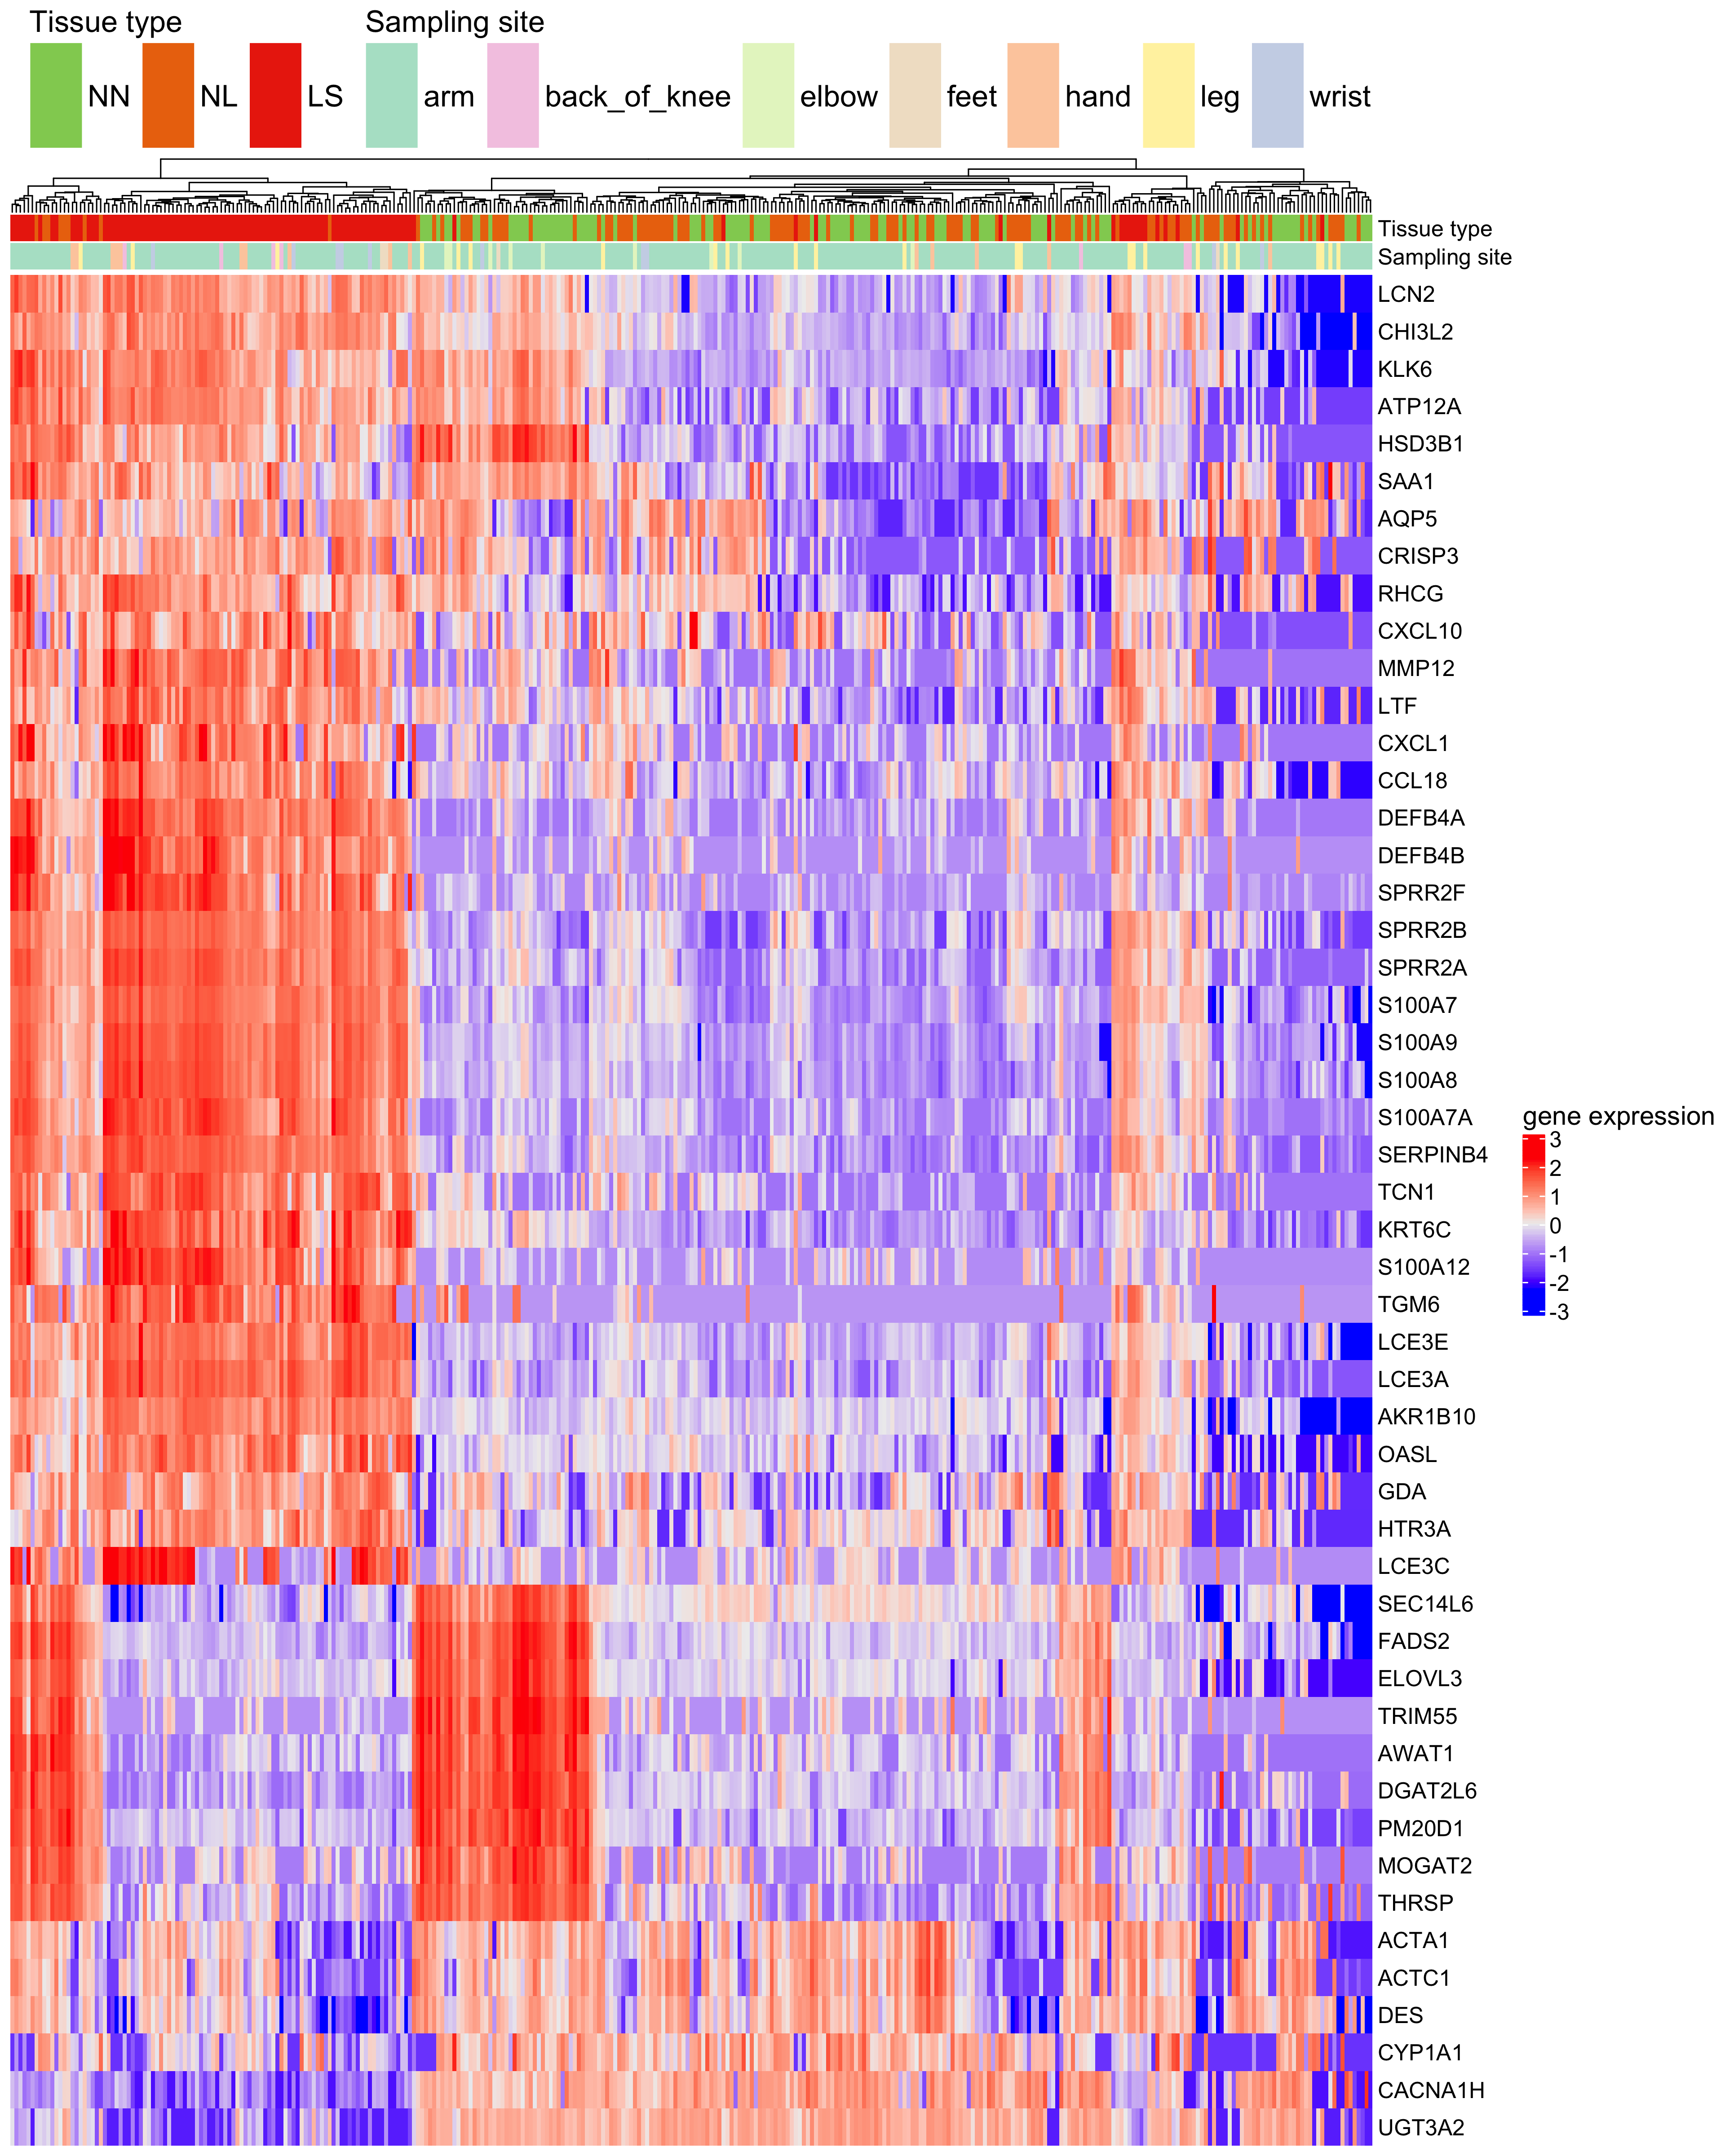 Tissue type Sampling site
NN NL LS arm back_of_knee elbow feet hand leg wrist
Tissue type
Sampling site
LCN2
CHI3L2
KLK6
ATP12A
HSD3B1
SAA1
AQP5
CRISP3
RHCG
CXCL10
MMP12
LTF
CXCL1
CCL18
DEFB4A
DEFB4B
SPRR2F
SPRR2B
SPRR2A
S100A7
S100A9
S100A8
S100A7A
SERPINB4
TCN1
KRT6C
S100A12
TGM6
LCE3E
LCE3A
AKR1B10
OASL
GDA
HTR3A
LCE3C
SEC14L6
FADS2
ELOVL3
TRIM55
AWAT1
DGAT2L6
PM20D1
MOGAT2
THRSP
ACTA1
ACTC1
DES
CYP1A1
CACNA1H
UGT3A2
gene expression
3
2
1
0
-1
-2
-3